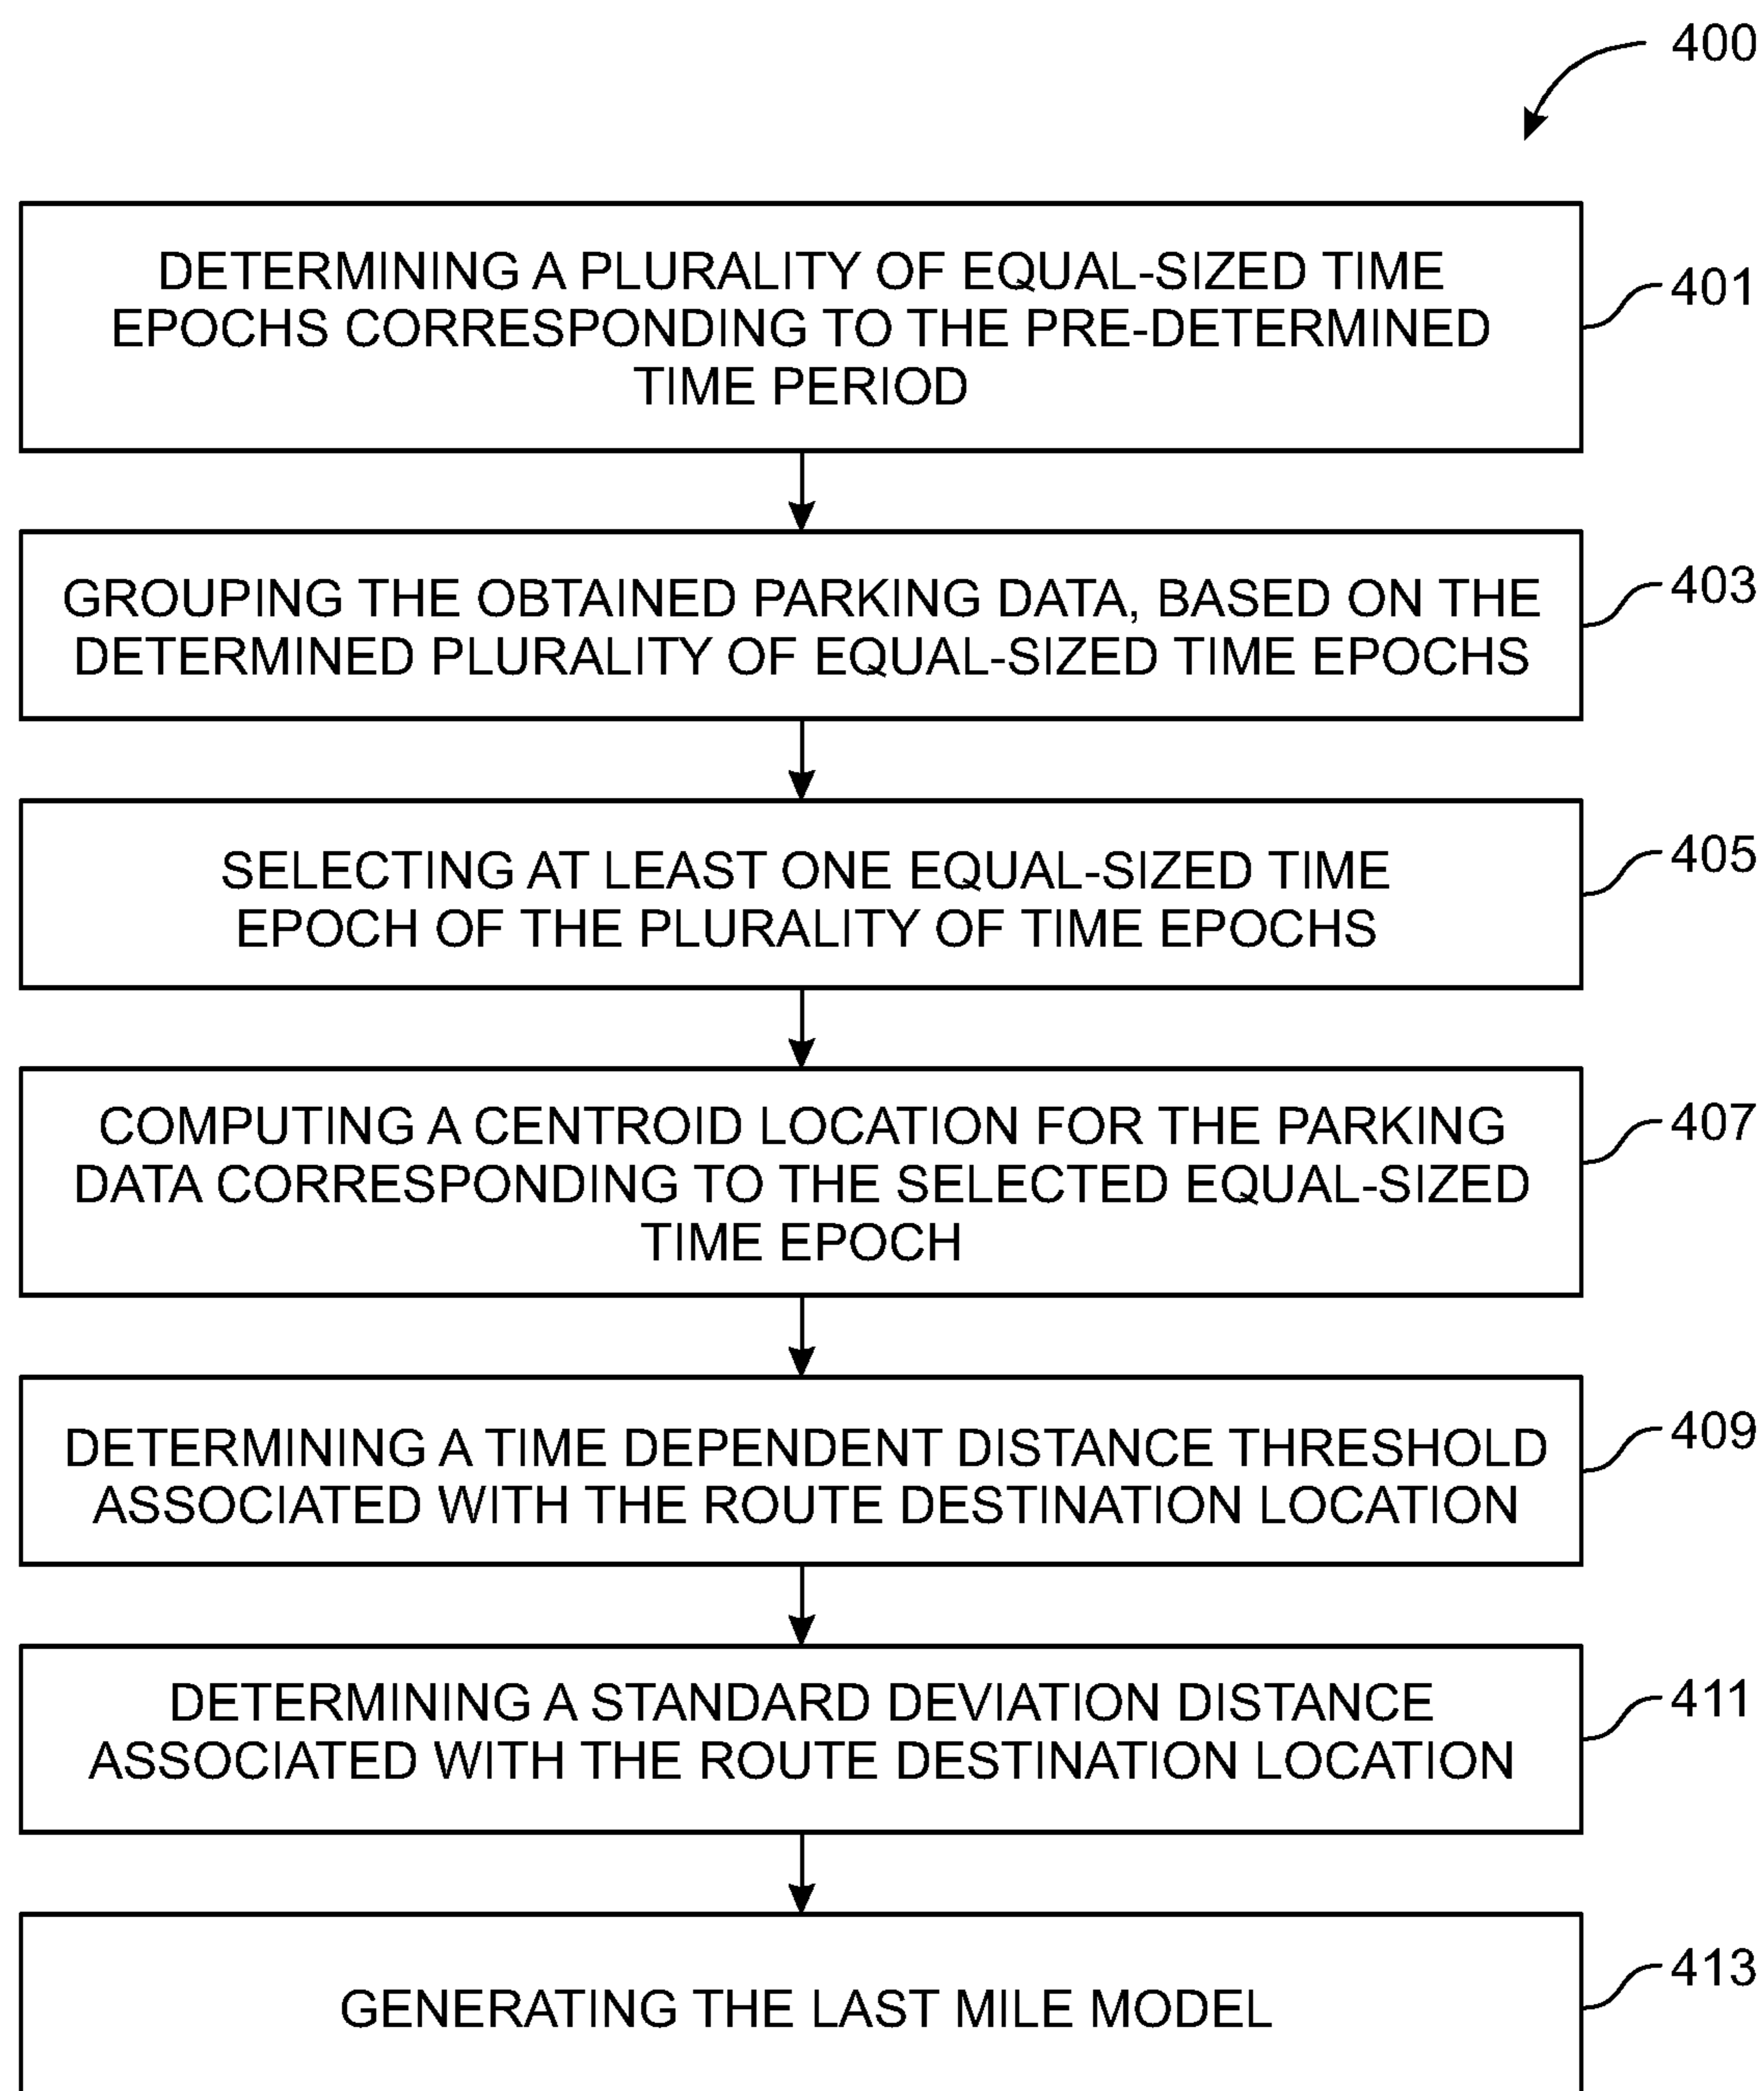 400
DETERMINING A PLURALITY OF EQUAL-SIZED TIME
EPOCHS CORRESPONDING TO THE PRE-DETERMINED
TIME PERIOD
401
GROUPING THE OBTAINED PARKING DATA, BASED ON THE
DETERMINED PLURALITY OF EQUAL-SIZED TIME EPOCHS
403
SELECTING AT LEAST ONE EQUAL-SIZED TIME
EPOCH OF THE PLURALITY OF TIME EPOCHS
405
COMPUTING A CENTROID LOCATION FOR THE PARKING
DATA CORRESPONDING TO THE SELECTED EQUAL-SIZED
TIME EPOCH
407
DETERMINING A TIME DEPENDENT DISTANCE THRESHOLD
ASSOCIATED WITH THE ROUTE DESTINATION LOCATION
409
DETERMINING A STANDARD DEVIATION DISTANCE
ASSOCIATED WITH THE ROUTE DESTINATION LOCATION
411
GENERATING THE LAST MILE MODEL
413